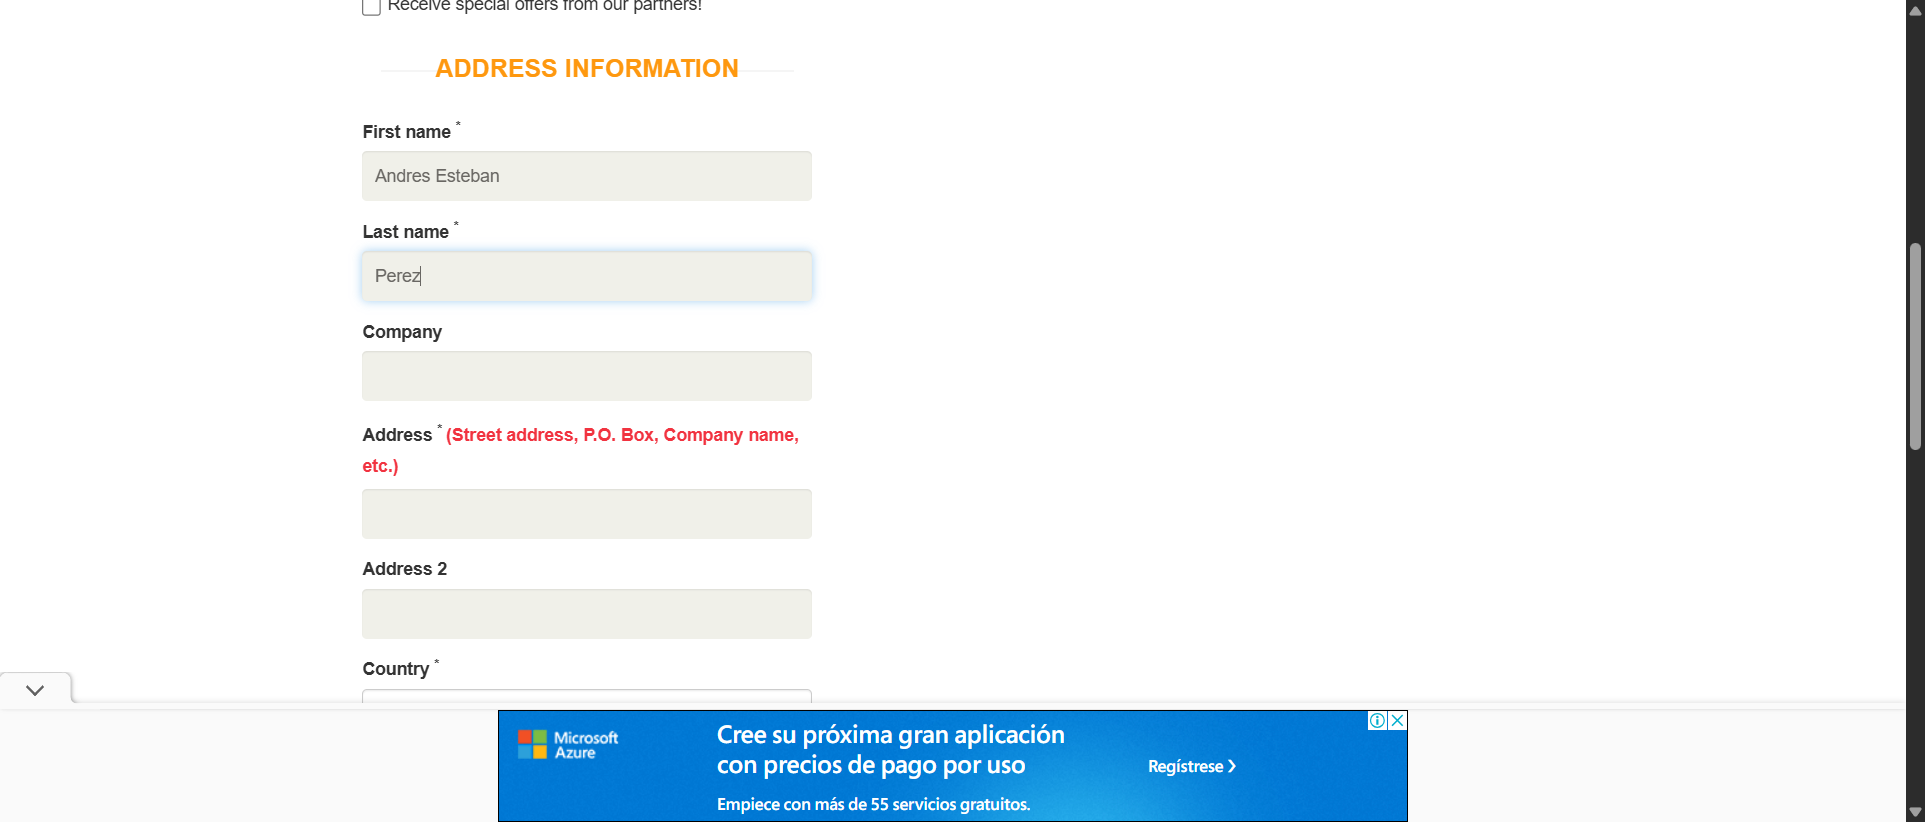 Receive special offers from our partners!
ADDRESS INFORMATION
First name *
Andres Esteban
Last name *
Perez
Company
Address * (Street address, P.O. Box, Company name,
etc.)
Address 2
Country *
Microsoft
Azure
Cree su próxima gran aplicación
con precios de pago por uso
Empiece con más de 55 servicios gratuitos.
Regístrese